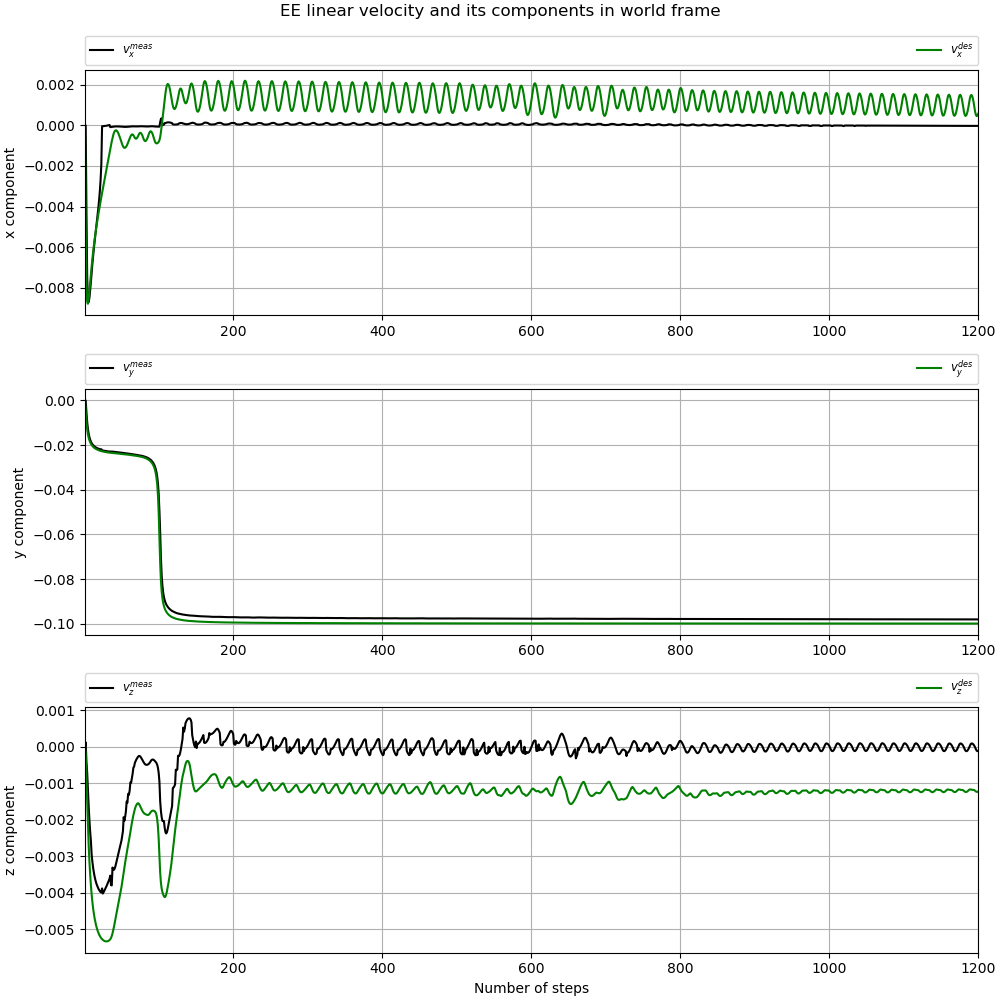 EE linear velocity and its components in world frame
v_x^{meas} v_x^{des}
0.002
0.000
−0.002
−0.004
−0.006
−0.008
x component
200 400 600 800 1000 1200
v_y^{meas} v_y^{des}
0.00
−0.02
−0.04
−0.06
−0.08
−0.10
y component
200 400 600 800 1000 1200
v_z^{meas} v_z^{des}
0.001
0.000
−0.001
−0.002
−0.003
−0.004
−0.005
z component
200 400 600 800 1000 1200
Number of steps